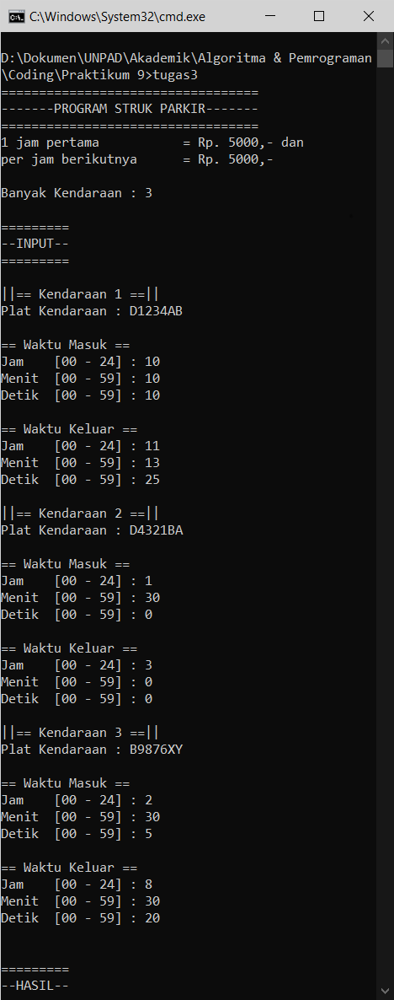 C:\Windows\System32\cmd.exe
D:\Dokumen\UNPAD\Akademik\Algoritma & Pemrograman
\Coding\Praktikum 9>tugas3
==================================
-------PROGRAM STRUK PARKIR-------
==================================
1 jam pertama           = Rp. 5000,- dan
per jam berikutnya      = Rp. 5000,-
Banyak Kendaraan : 3
=========
--INPUT--
=========
||== Kendaraan 1 ==||
Plat Kendaraan : D1234AB
== Waktu Masuk ==
Jam    [00 - 24] : 10
Menit  [00 - 59] : 10
Detik  [00 - 59] : 10
== Waktu Keluar ==
Jam    [00 - 24] : 11
Menit  [00 - 59] : 13
Detik  [00 - 59] : 25
||== Kendaraan 2 ==||
Plat Kendaraan : D4321BA
== Waktu Masuk ==
Jam    [00 - 24] : 1
Menit  [00 - 59] : 30
Detik  [00 - 59] : 0
== Waktu Keluar ==
Jam    [00 - 24] : 3
Menit  [00 - 59] : 0
Detik  [00 - 59] : 0
||== Kendaraan 3 ==||
Plat Kendaraan : B9876XY
== Waktu Masuk ==
Jam    [00 - 24] : 2
Menit  [00 - 59] : 30
Detik  [00 - 59] : 5
== Waktu Keluar ==
Jam    [00 - 24] : 8
Menit  [00 - 59] : 30
Detik  [00 - 59] : 20
=========
--HASIL--